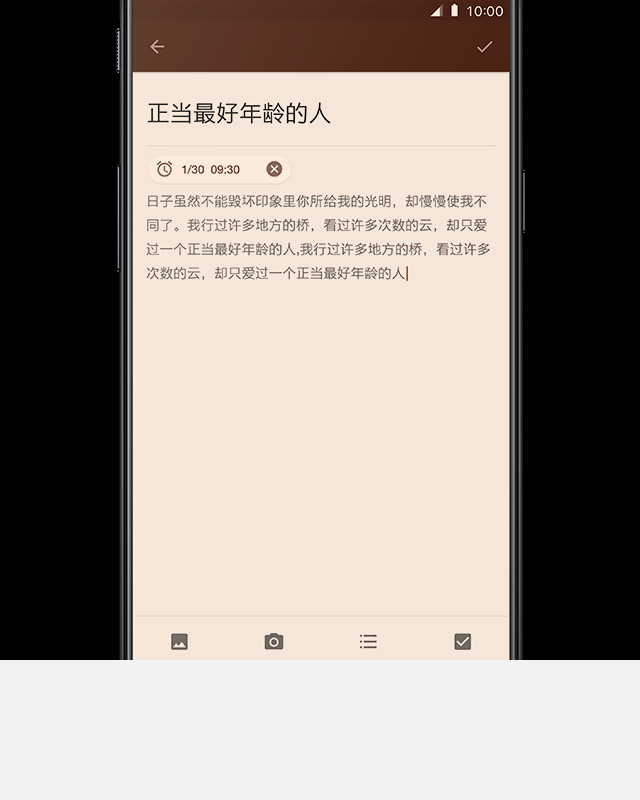 10:00
正当最好年龄的人
1/30 09:30
日子虽然不能毁坏印象里你所给我的光明，却慢慢使我不
同了。我行过许多地方的桥，看过许多次数的云，却只爱
过一个正当最好年龄的人,我行过许多地方的桥，看过许多
次数的云，却只爱过一个正当最好年龄的人